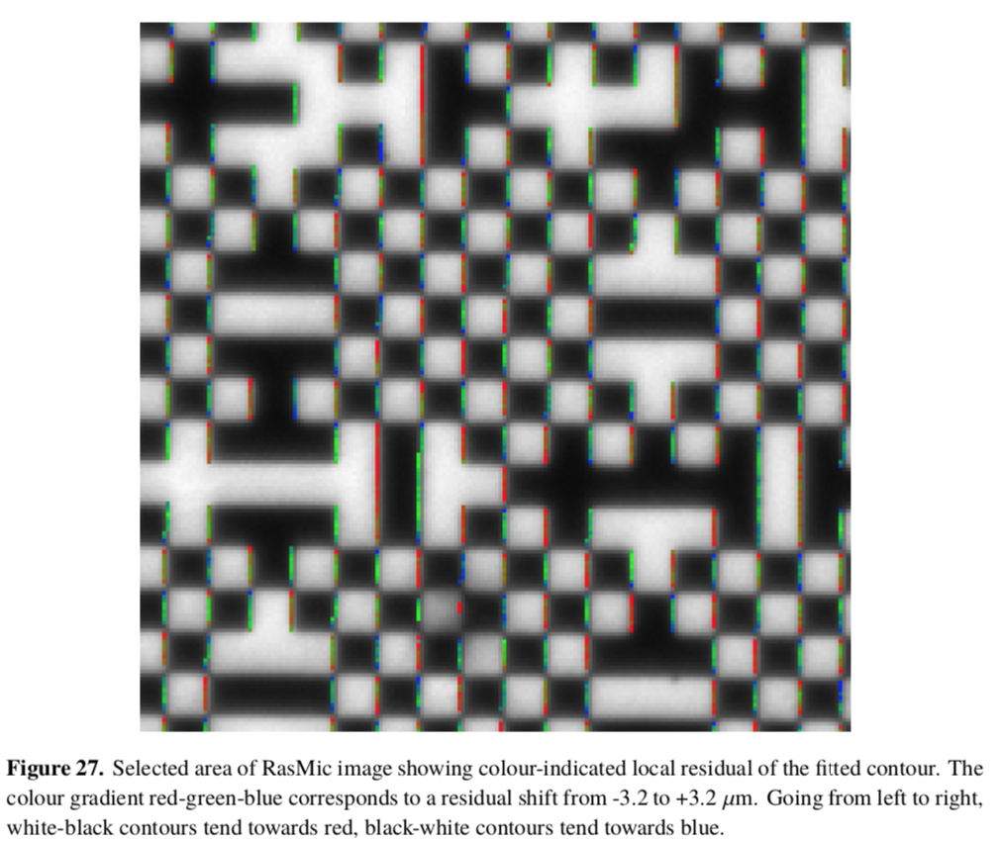 Figure 27. Selected area of RasMic image showing colour-indicated local residual of the fitted contour. The
colour gradient red-green-blue corresponds to a residual shift from -3.2 to +3.2 μm. Going from left to right,
white-black contours tend towards red, black-white contours tend towards blue.